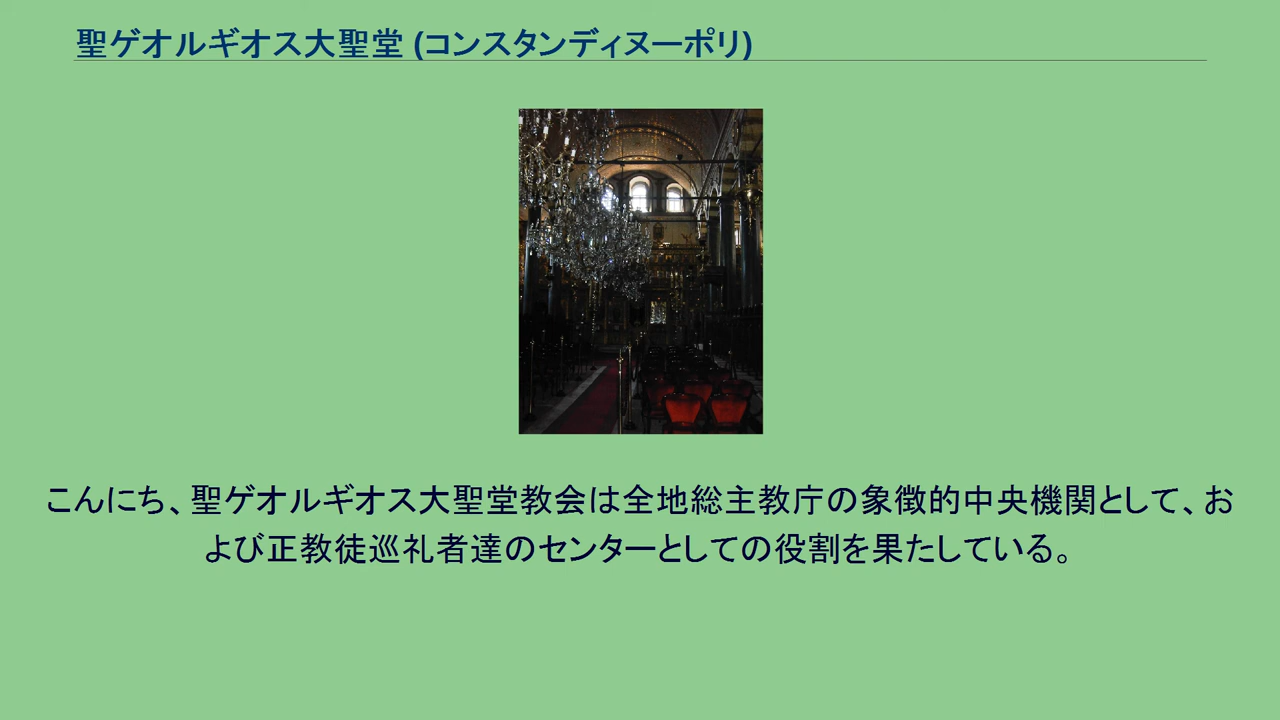 聖ゲオルギオス大聖堂 (コンスタンディヌーポリ)
こんにち、聖ゲオルギオス大聖堂教会は全地総主教庁の象徴的中央機関として、お
よび正教徒巡礼者達のセンターとしての役割を果たしている。